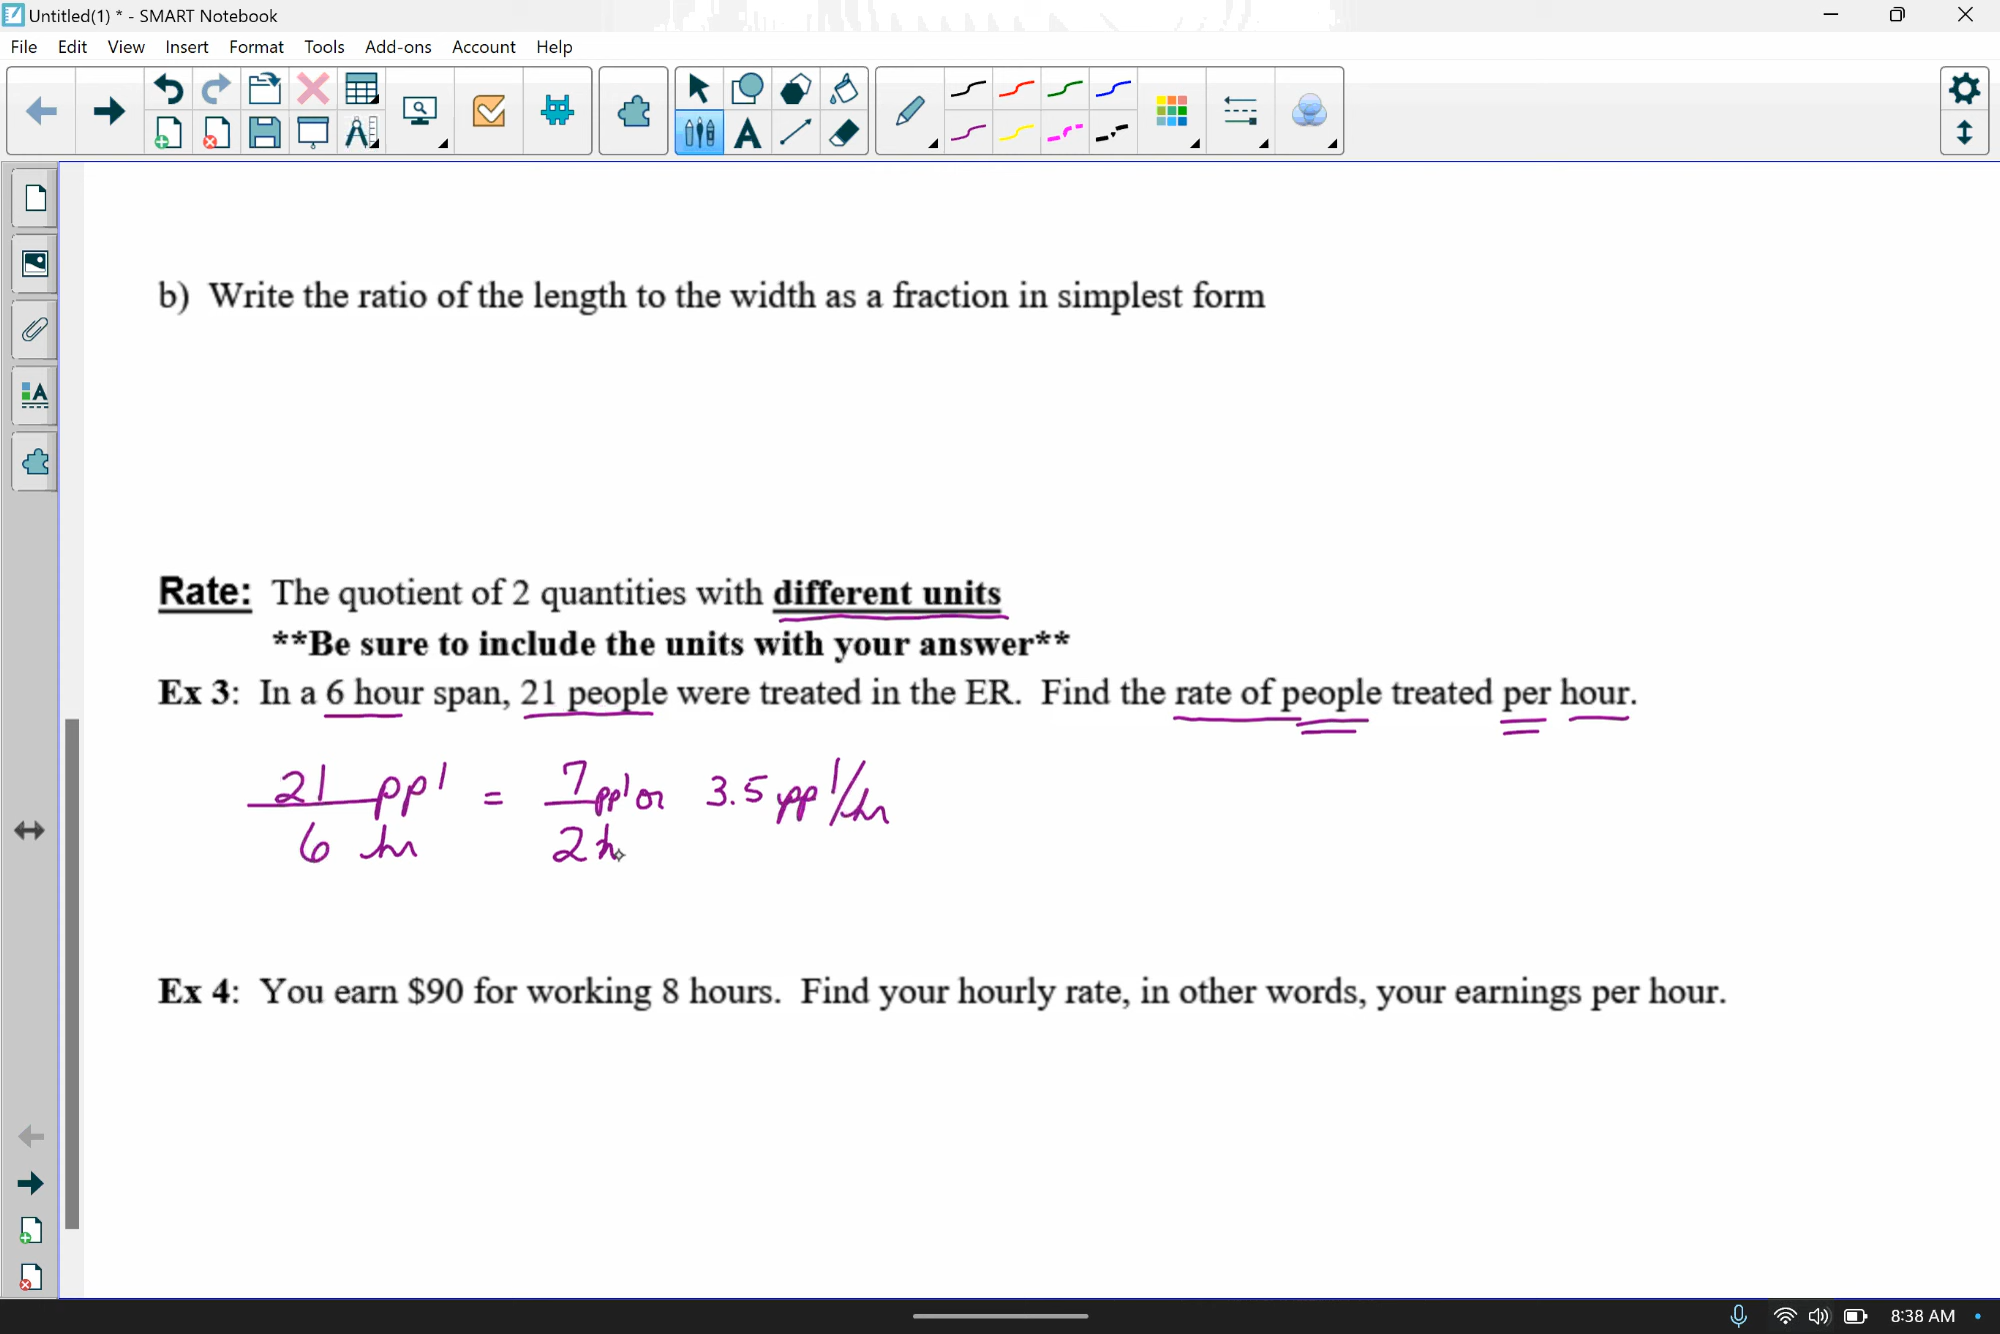 Untitled(1) * - SMART Notebook
File Edit View Insert Format Tools Add-ons Account Help
b) Write the ratio of the length to the width as a fraction in simplest form
Rate: The quotient of 2 quantities with different units
**Be sure to include the units with your answer**
Ex 3: In a 6 hour span, 21 people were treated in the ER. Find the rate of people treated per hour.
21 ppl = 7 ppl or 3.5 ppl/hr
6 hr 2 h
Ex 4: You earn $90 for working 8 hours. Find your hourly rate, in other words, your earnings per hour.
8:38 AM